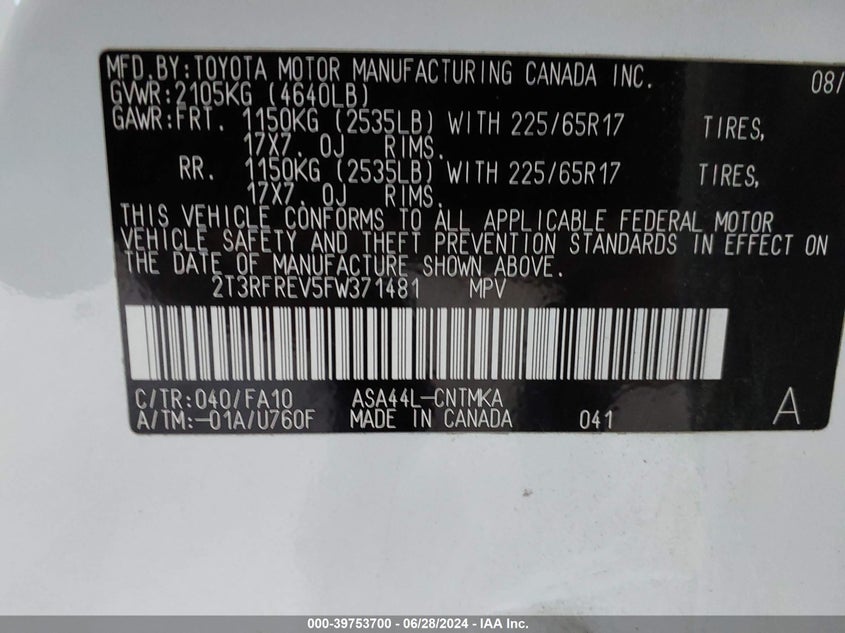 MFD.BY:TOYOTA MOTOR MANUFACTURING CANADA INC. 08/
GVWR:2105KG (4640LB)
GAWR:FRT. 1150KG (2535LB) WITH 225/65R17 TIRES,
17X7.0J RIMS.
RR. 1150KG (2535LB) WITH 225/65R17 TIRES,
17X7.0J RIMS.
THIS VEHICLE CONFORMS TO ALL APPLICABLE FEDERAL MOTOR
VEHICLE SAFETY AND THEFT PREVENTION STANDARDS IN EFFECT ON
THE DATE OF MANUFACTURE SHOWN ABOVE.
2T3RFREV5FW371481 MPV
C/TR:040/FA10 ASA44L-CNTMKA
A/TM:-01A/U760F MADE IN CANADA 041 A
000-39753700 - 06/28/2024 - IAAI.com